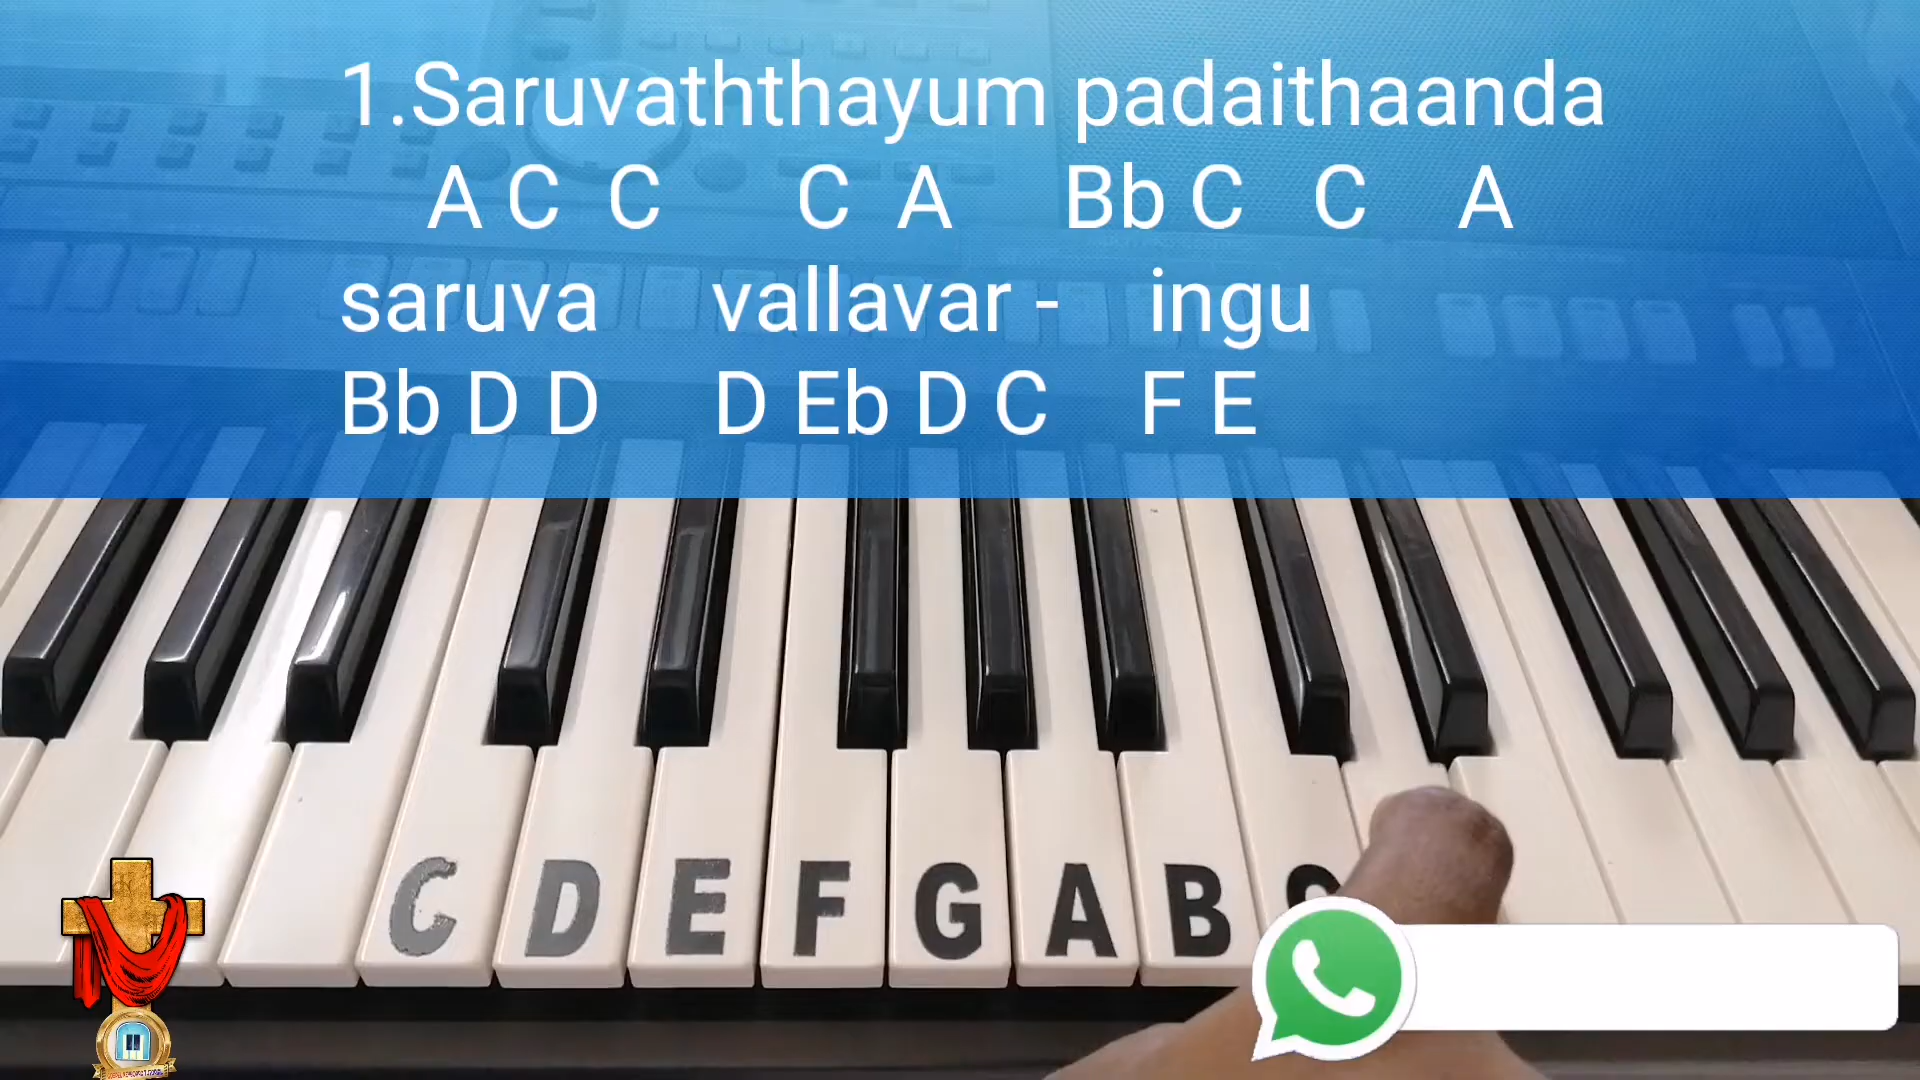 1.Saruvaththayum padaithaanda
A C C C A Bb C C A
saruva vallavar - ingu
Bb D D D Eb D C F E
C D E F G A B